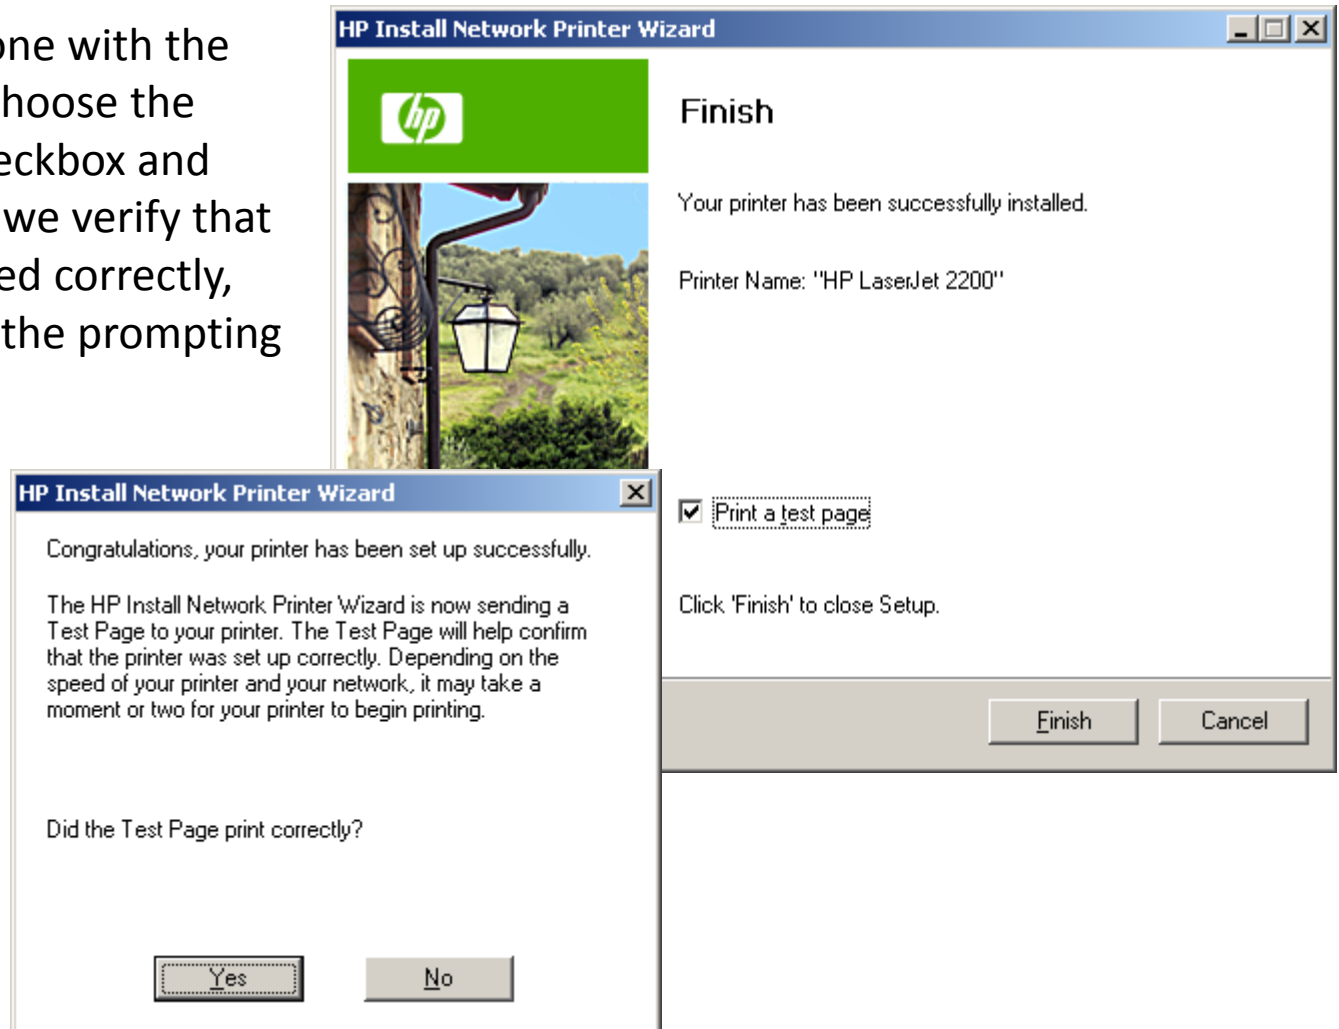 one with the
hoose the
eckbox and
we verify that
ed correctly,
the prompting
HP Install Network Printer Wizard
hp
Finish
Your printer has been successfully installed.
Printer Name: "HP LaserJet 2200"
Print a test page
Click 'Finish' to close Setup.
Finish
Cancel
HP Install Network Printer Wizard
Congratulations, your printer has been set up successfully.
The HP Install Network Printer Wizard is now sending a
Test Page to your printer. The Test Page will help confirm
that the printer was set up correctly. Depending on the
speed of your printer and your network, it may take a
moment or two for your printer to begin printing.
Did the Test Page print correctly?
Yes
No